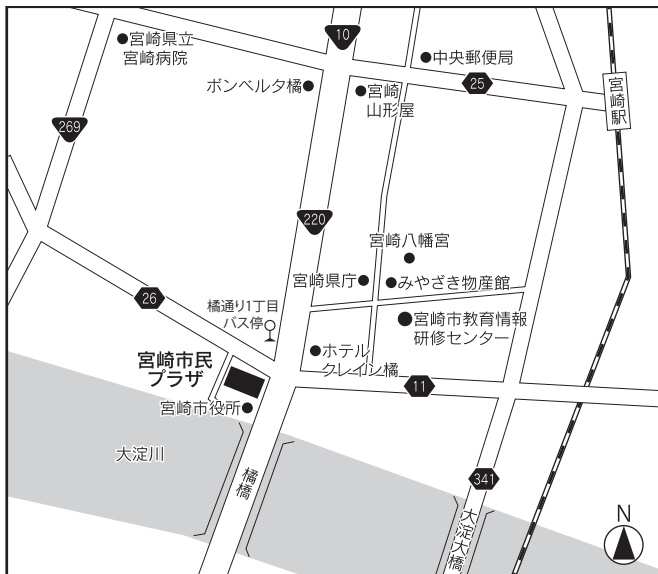 宮崎県立
宮崎病院
10
中央郵便局
ボンベルタ橘
宮崎
山形屋
25
宮崎駅
269
220
宮崎八幡宮
宮崎県庁
みやざき物産館
26
橘通り1丁目
バス停
宮崎市教育情報
研修センター
宮崎市民
プラザ
ホテル
クレイン橘
11
宮崎市役所
大淀川
橘橋
341
大淀大橋
N